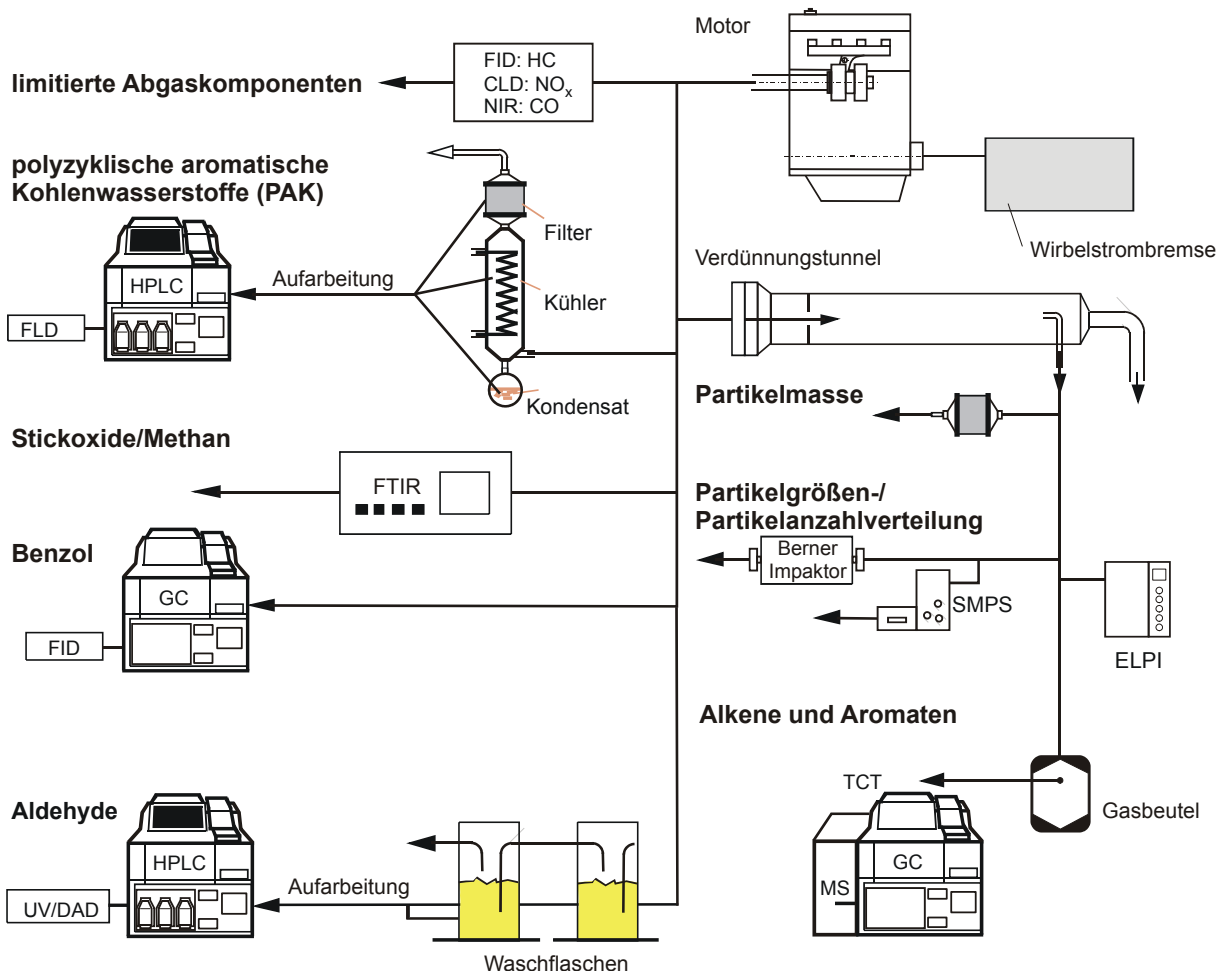 Motor
FID: HC
CLD: NOx
NIR: CO
limitierte Abgaskomponenten
polyzyklische aromatische
Kohlenwasserstoffe (PAK)
Filter
Wirbelstrombremse
Verdünnungstunnel
HPLC
Aufarbeitung
Kühler
FLD
Partikelmasse
Kondensat
Stickoxide/Methan
FTIR
Partikelgrößen-/
Partikelanzahlverteilung
Benzol
Berner
Impaktor
GC
SMPS
FID
ELPI
Alkene und Aromaten
TCT
Gasbeutel
Aldehyde
HPLC
GC
Aufarbeitung
MS
UV/DAD
Waschflaschen